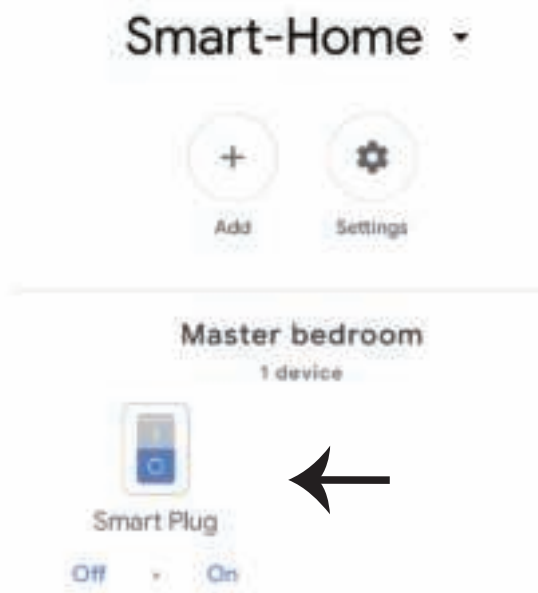 Smart-Home
Add
Settings
Master bedroom
1 device
Smart Plug
Off • On